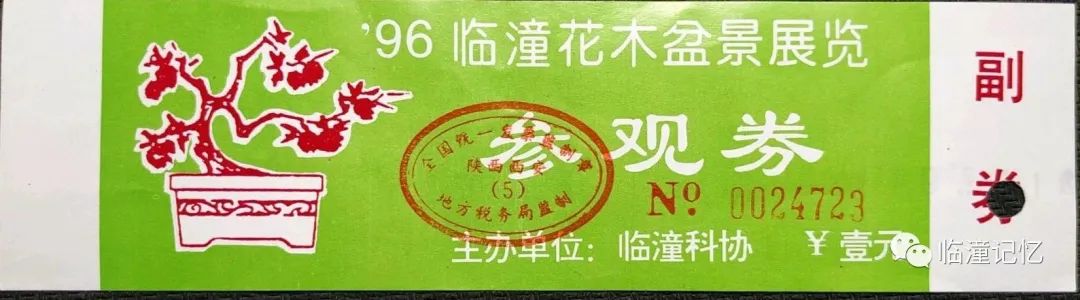 '96 临潼花木盆景展览
参观券
全国统一发票监制章
陕西西安
(5)
地方税务局监制
№ 0024723
主办单位：临潼科协 ￥壹元
副券
临潼记忆